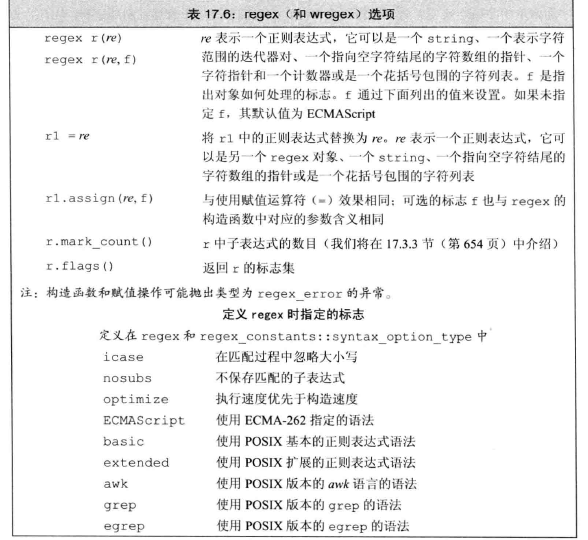 表 17.6：regex（和 wregex）选项
regex r(re) re 表示一个正则表达式，它可以是一个 string、一个表示字符
regex r(re, f) 范围的迭代器对、一个指向空字符结尾的字符数组的指针、一个
字符指针和一个计数器或是一个花括号包围的字符列表。f 是指
出对象如何处理的标志。f 通过下面列出的值来设置。如果未指
定 f，其默认值为 ECMAScript
r1 = re 将 r1 中的正则表达式替换为 re。re 表示一个正则表达式，它可
以是另一个 regex 对象、一个 string、一个指向空字符结尾的
字符数组的指针或是一个花括号包围的字符列表
r1.assign(re, f) 与使用赋值运算符（=）效果相同；可选的标志 f 也与 regex 的
构造函数中对应的参数含义相同
r.mark_count() r 中子表达式的数目（我们将在 17.3.3 节（第 654 页）中介绍）
r.flags() 返回 r 的标志集
注：构造函数和赋值操作可能抛出类型为 regex_error 的异常。
定义 regex 时指定的标志
定义在 regex 和 regex_constants::syntax_option_type 中
icase 在匹配过程中忽略大小写
nosubs 不保存匹配的子表达式
optimize 执行速度优先于构造速度
ECMAScript 使用 ECMA-262 指定的语法
basic 使用 POSIX 基本的正则表达式语法
extended 使用 POSIX 扩展的正则表达式语法
awk 使用 POSIX 版本的 awk 语言的语法
grep 使用 POSIX 版本的 grep 的语法
egrep 使用 POSIX 版本的 egrep 的语法